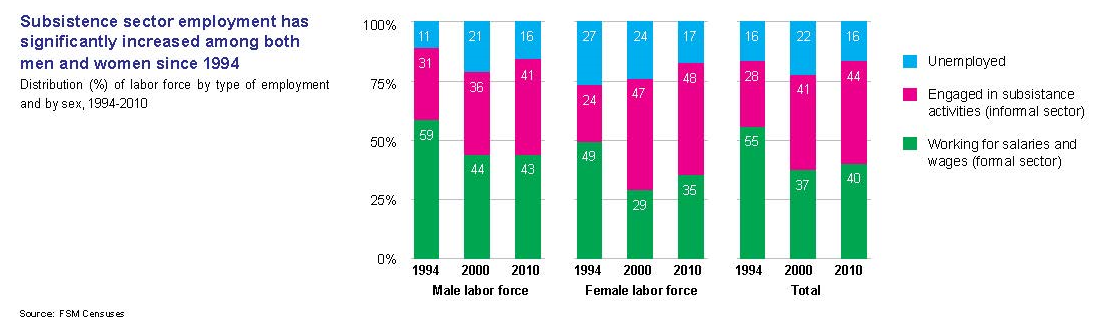 Subsistence sector employment has
significantly increased among both
men and women since 1994
Distribution (%) of labor force by type of employment
and by sex, 1994-2010
100%
75%
50%
25%
0%
11 21 16
31 36 41
59 44 43
1994 2000 2010
Male labor force
27 24 17
24 47 48
49 29 35
1994 2000 2010
Female labor force
16 22 16
28 41 44
55 37 40
1994 2000 2010
Total
Unemployed
Engaged in subsistance
activities (informal sector)
Working for salaries and
wages (fomal sector)
Source: FSM Censuses